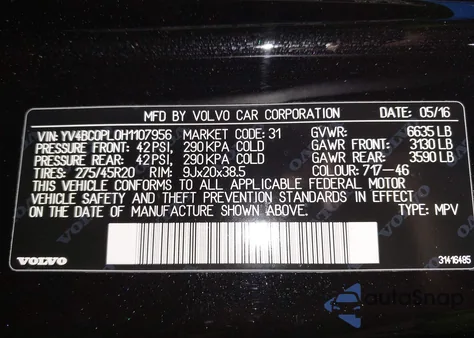 MFD BY VOLVO CAR CORPORATION DATE: 05/16
VIN: YV4BC0PL0H1107956 MARKET CODE: 31 GVWR: 6635 LB
PRESSURE FRONT: 42 PSI, 290 KPA COLD GAWR FRONT: 3130 LB
PRESSURE REAR: 42 PSI, 290 KPA COLD GAWR REAR: 3590 LB
TIRES: 275/45R20 RIM: 9Jx20x38.5 COLOUR: 717-46
THIS VEHICLE CONFORMS TO ALL APPLICABLE FEDERAL MOTOR
VEHICLE SAFETY AND THEFT PREVENTION STANDARDS IN EFFECT
ON THE DATE OF MANUFACTURE SHOWN ABOVE. TYPE: MPV
VOLVO 31416485
autoSnap